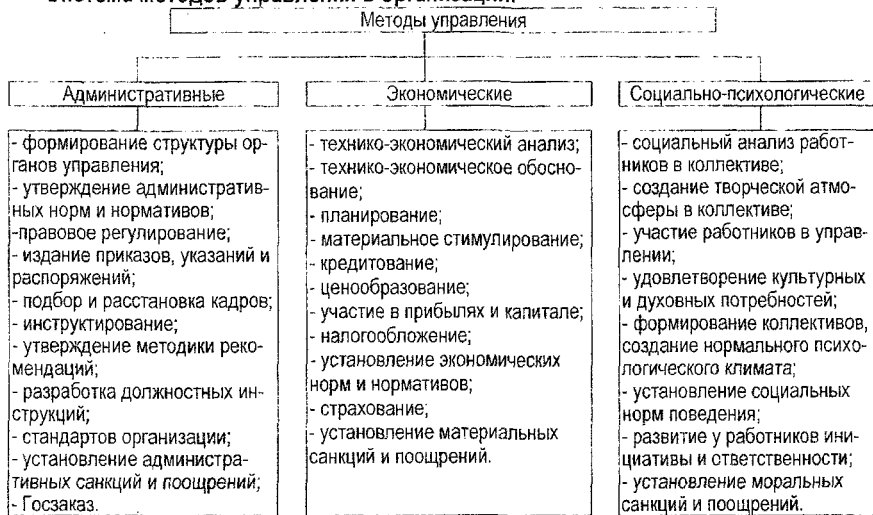 Система методов управления в организации.
Методы управления
Административные
- формирование структуры ор-
ганов управления;
- утверждение административ-
ных норм и нормативов;
-правовое регулирование;
- издание приказов, указаний и
распоряжений;
- подбор и расстановка кадров;
- инструктирование;
- утверждение методики реко-
мендаций;
- разработка должностных ин-
струкций;
- стандартов организации;
- установление администра-
тивных санкций и поощрений;
- Госзаказ.
Экономические
- технико-экономический анализ;
- технико-экономическое обосно-
вание;
- планирование;
- материальное стимулирование;
- кредитование;
- ценообразование;
- участие в прибылях и капитале;
- налогообложение;
- установление экономических
норм и нормативов;
- страхование;
- установление материальных
санкций и поощрений.
Социально-психологические
- социальный анализ работ-
ников в коллективе;
- создание творческой атмо-
сферы в коллективе;
- участие работников в управ-
лении;
- удовлетворение культурных
и духовных потребностей;
- формирование коллективов,
создание нормального психо-
логического климата;
- установление социальных
норм поведения;
- развитие у работников ини-
циативы и ответственности;
- установление моральных
санкций и поощрений.